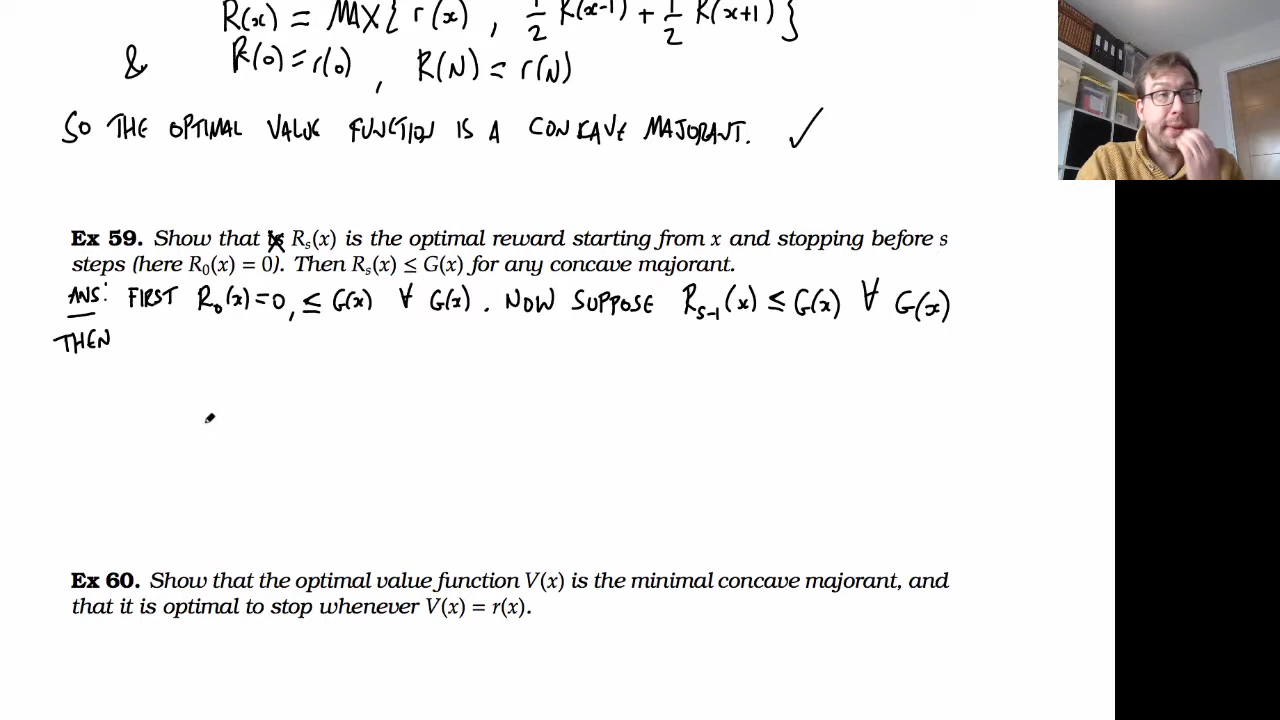 R(x) = MAX{ r(x) , 1/2 R(x-1) + 1/2 R(x+1) }
& R(0) = r(0) , R(N) = r(N)
SO THE OPTIMAL VALUE FUNCTION IS A CONCAVE MAJORANT. ✓
Ex 59. Show that R_s(x) is the optimal reward starting from x and stopping before s
steps (here R_0(x) = 0). Then R_s(x) ≤ G(x) for any concave majorant.
ANS: FIRST R_0(x) = 0, ≤ G(x) ∀ G(x). NOW SUPPOSE R_{s-1}(x) ≤ G(x) ∀ G(x)
THEN
Ex 60. Show that the optimal value function V(x) is the minimal concave majorant, and
that it is optimal to stop whenever V(x) = r(x).